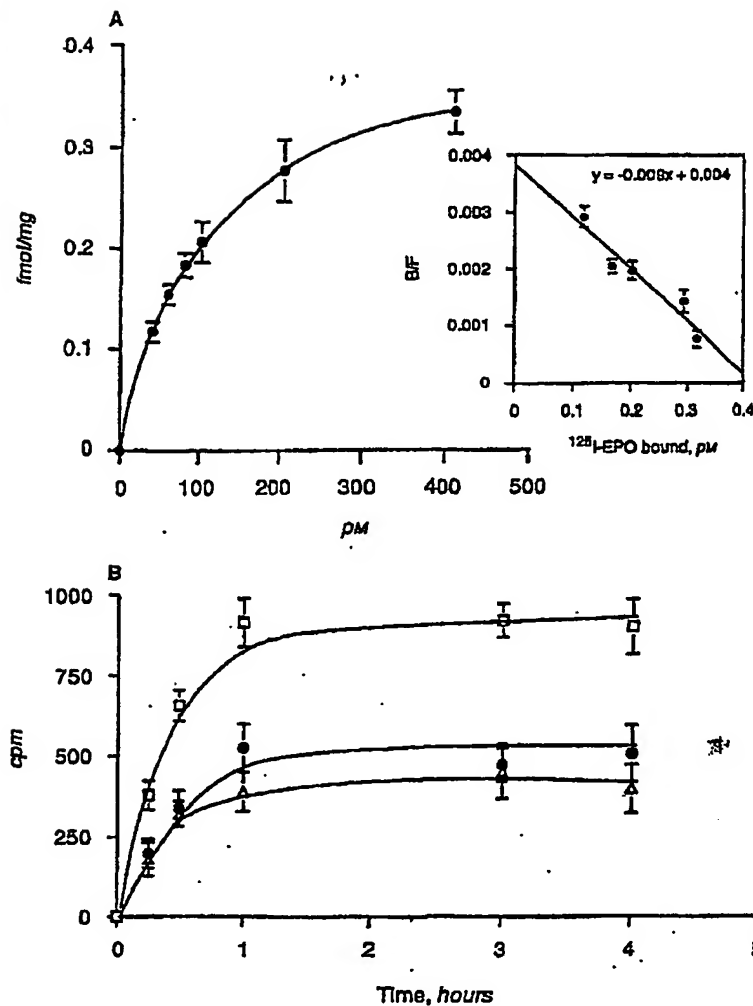 A
0.4
0.3
0.2
0.1
0
fmol/mg
0 100 200 300 400 500
pM
0.004
0.003
0.002
0.001
0
B/F
y = -0.009x + 0.004
0 0.1 0.2 0.3 0.4
¹²⁵I-EPO bound, pM
B
1000
750
500
250
0
cpm
0 1 2 3 4
Time, hours